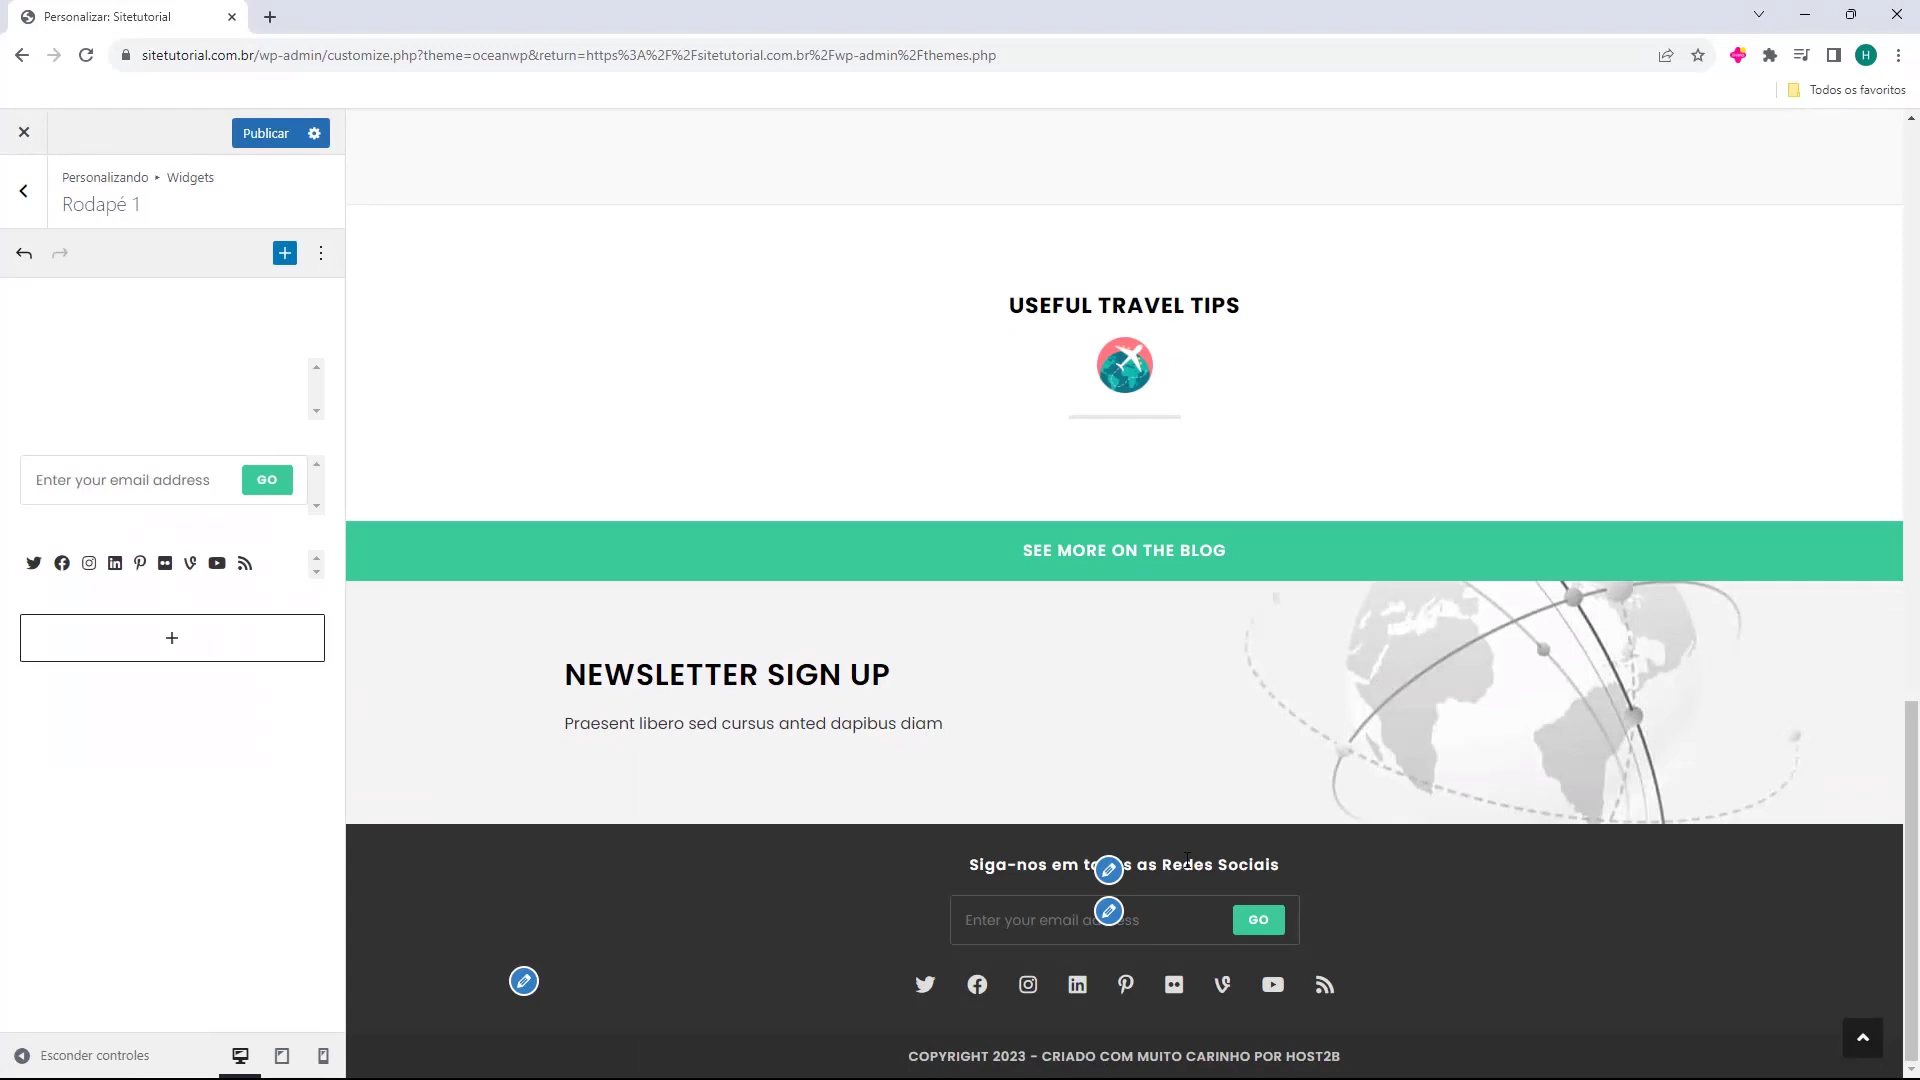 Personalizar: Sitetutorial
sitetutorial.com.br/wp-admin/customize.php?theme=oceanwp&return=https%3A%2F%2Fsitetutorial.com.br%2Fwp-admin%2Fthemes.php
H
Todos os favoritos
Publicar
Personalizando ▸ Widgets
Rodapé 1
Enter your email address
GO
Esconder controles
USEFUL TRAVEL TIPS
SEE MORE ON THE BLOG
NEWSLETTER SIGN UP
Praesent libero sed cursus anted dapibus diam
Siga-nos em todos as Redes Sociais
Enter your email address
GO
COPYRIGHT 2023 - CRIADO COM MUITO CARINHO POR HOST2B